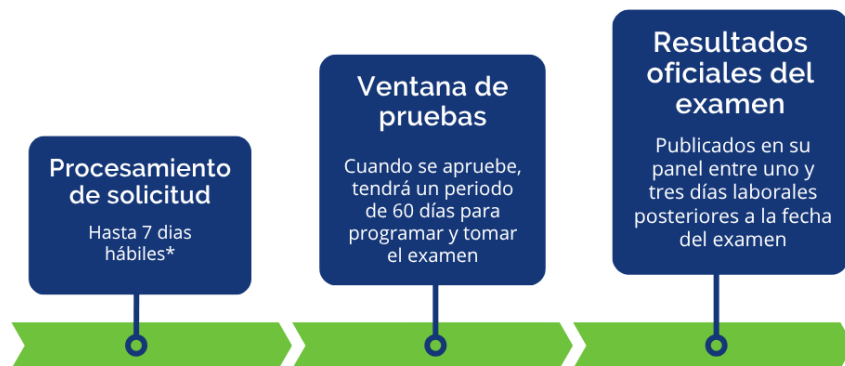 Procesamiento
de solicitud
Hasta 7 dias
hábiles*
Ventana de
pruebas
Cuando se apruebe,
tendrá un periodo
de 60 días para
programar y tomar
el examen
Resultados
oficiales del
examen
Publicados en su
panel entre uno y
tres días laborales
posteriores a la fecha
del examen